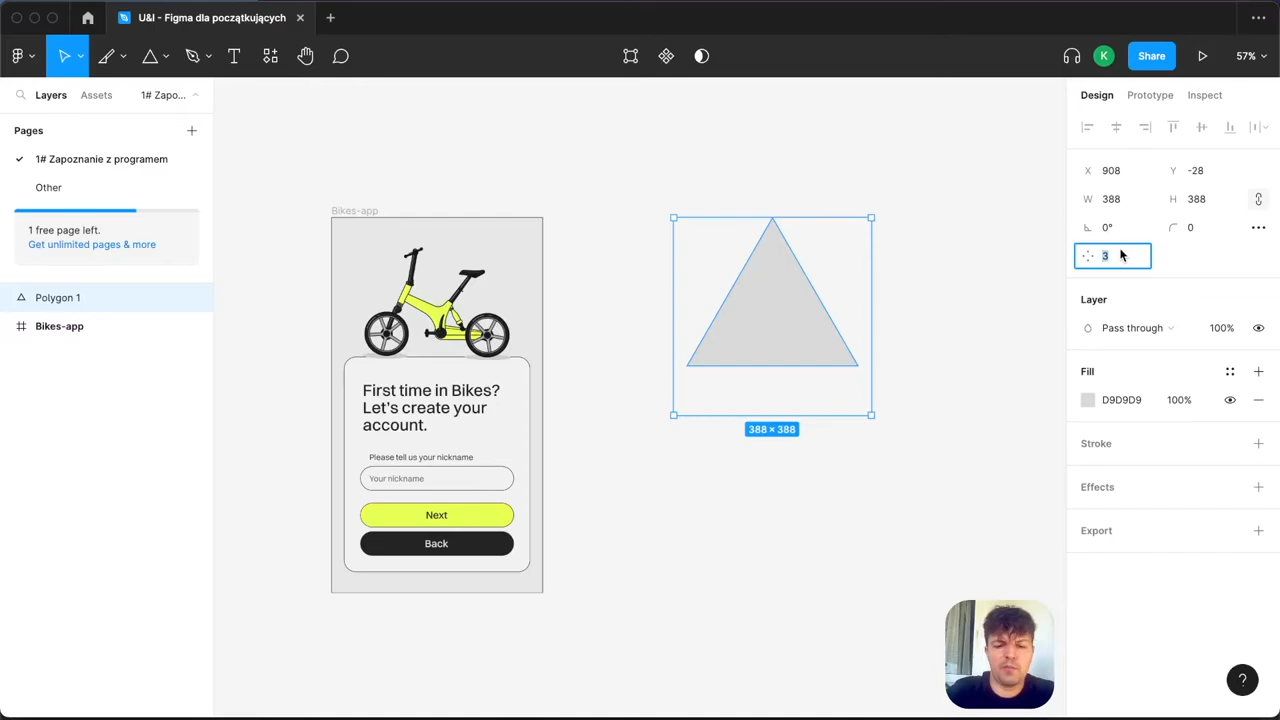 U&I - Figma dla początkujących
K
Share
57%
Layers
Assets
1# Zapo...
Pages
1# Zapoznanie z programem
Other
1 free page left.
Get unlimited pages & more
Polygon 1
Bikes-app
Bikes-app
First time in Bikes?
Let's create your
account.
Please tell us your nickname
Your nickname
Next
Back
388 × 388
Design
Prototype
Inspect
X 908
Y -28
W 388
H 388
0°
0
3
Layer
Pass through
100%
Fill
D9D9D9
100%
Stroke
Effects
Export
?